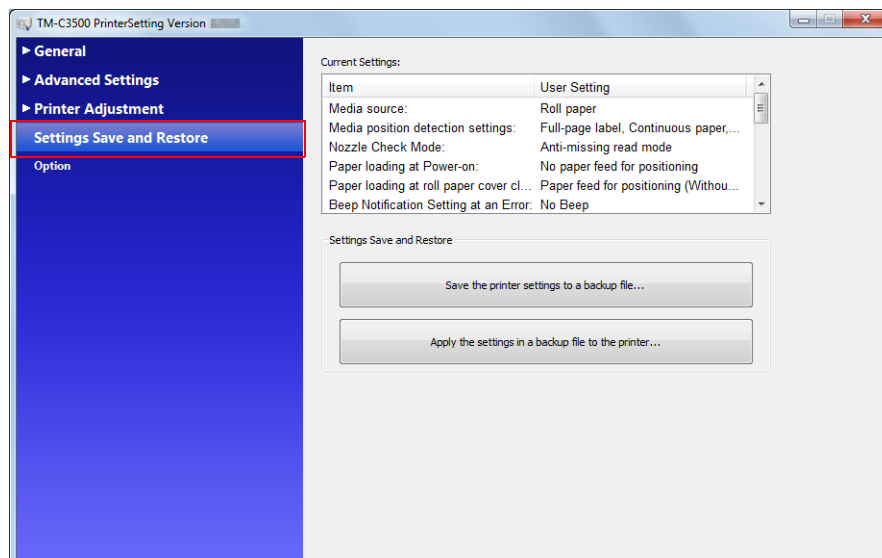 TM-C3500 PrinterSetting Version
General
Advanced Settings
Printer Adjustment
Settings Save and Restore
Option
Current Settings:
Item User Setting
Media source: Roll paper
Media position detection settings: Full-page label, Continuous paper,...
Nozzle Check Mode: Anti-missing read mode
Paper loading at Power-on: No paper feed for positioning
Paper loading at roll paper cover cl... Paper feed for positioning (Withou...
Beep Notification Setting at an Error: No Beep
Settings Save and Restore
Save the printer settings to a backup file...
Apply the settings in a backup file to the printer...